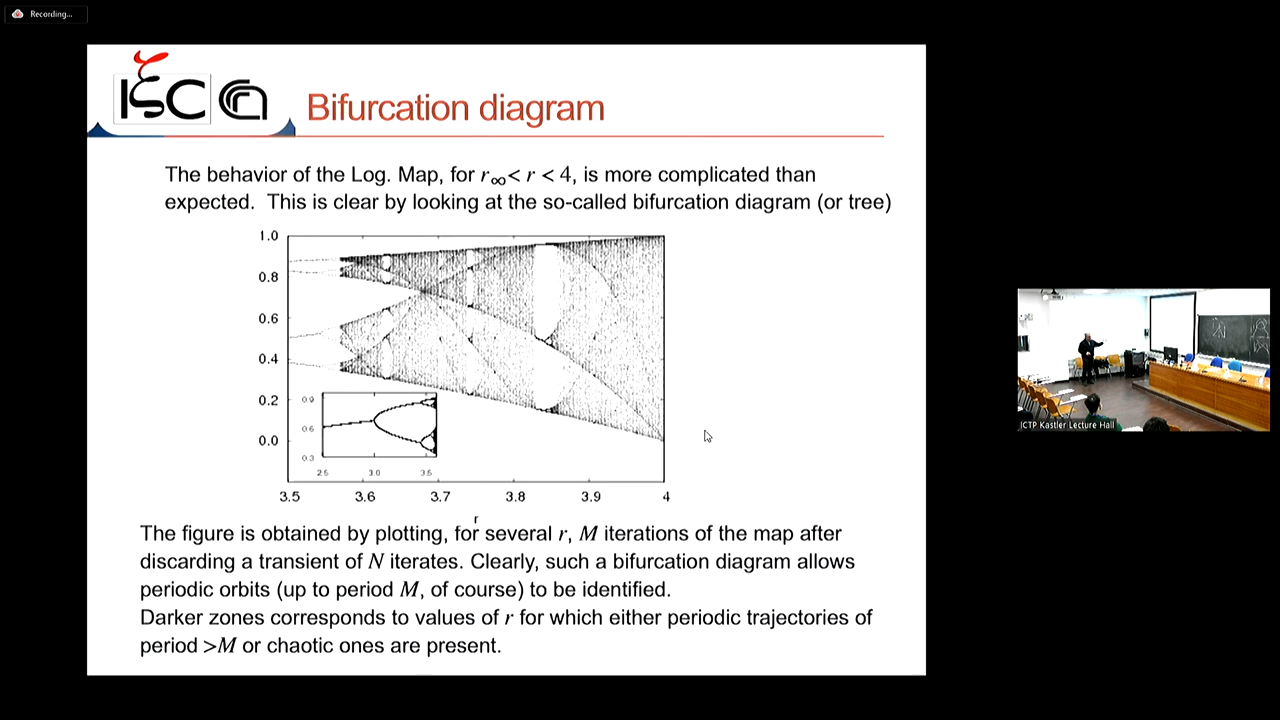 Recording...
ISC CNR
Bifurcation diagram
The behavior of the Log. Map, for r∞< r < 4, is more complicated than
expected. This is clear by looking at the so-called bifurcation diagram (or tree)
1.0
0.8
0.6
0.4
0.2
0.0
0.9
0.6
0.3
2.5 3.0 3.5
3.5 3.6 3.7 3.8 3.9 4
r
The figure is obtained by plotting, for several r, M iterations of the map after
discarding a transient of N iterates. Clearly, such a bifurcation diagram allows
periodic orbits (up to period M, of course) to be identified.
Darker zones corresponds to values of r for which either periodic trajectories of
period >M or chaotic ones are present.
ICTP Kastler Lecture Hall